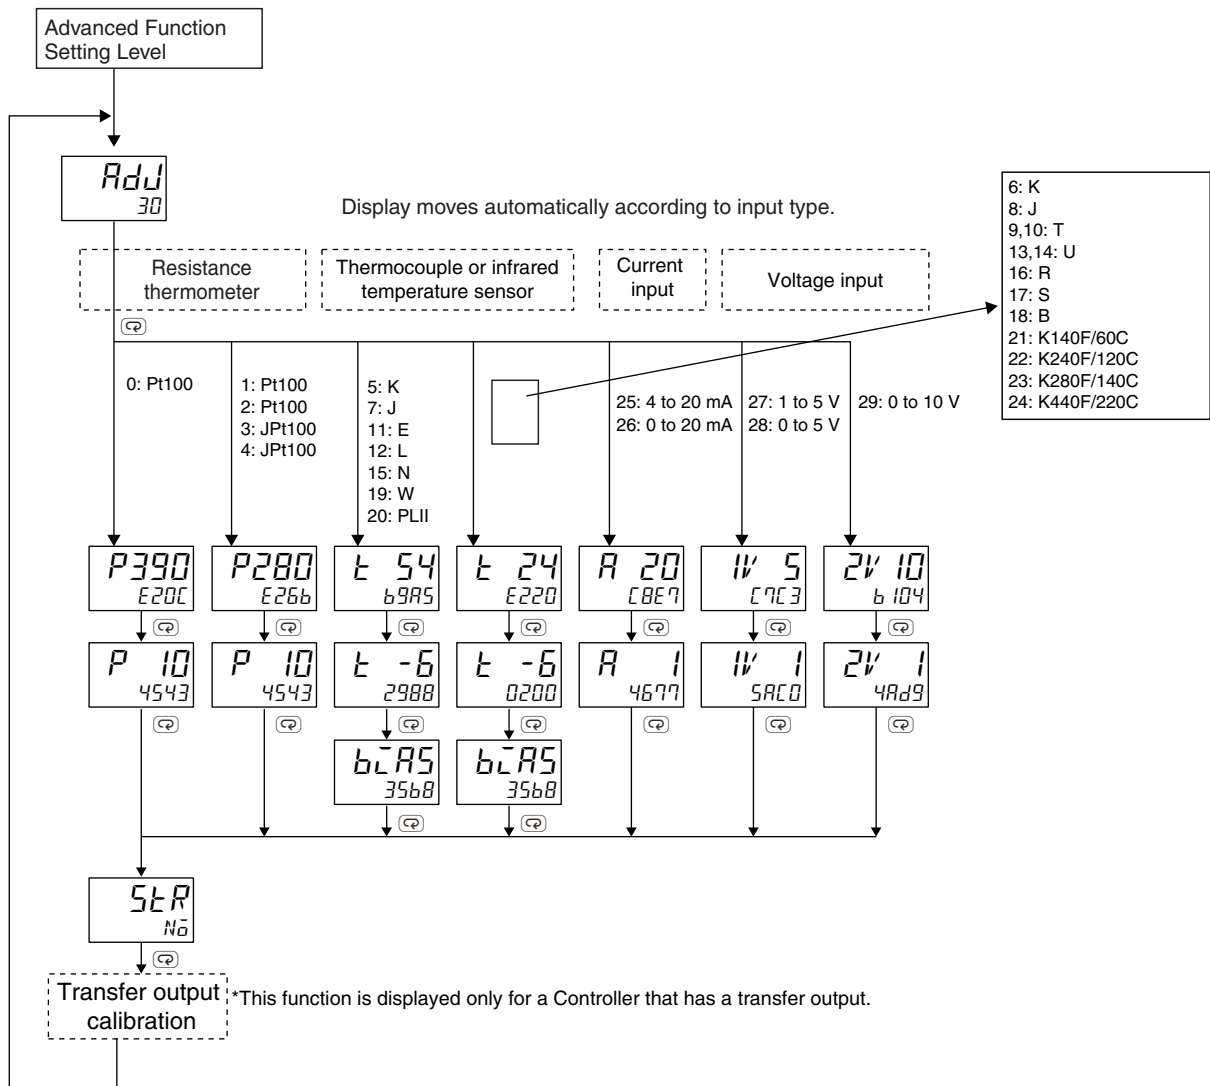 Advanced Function
Setting Level
AdJ
30
Display moves automatically according to input type.
Resistance
thermometer
Thermocouple or infrared
temperature sensor
Current
input
Voltage input
6: K
8: J
9,10: T
13,14: U
16: R
17: S
18: B
21: K140F/60C
22: K240F/120C
23: K280F/140C
24: K440F/220C
0: Pt100
1: Pt100
2: Pt100
3: JPt100
4: JPt100
5: K
7: J
11: E
12: L
15: N
19: W
20: PLII
25: 4 to 20 mA
26: 0 to 20 mA
27: 1 to 5 V
28: 0 to 5 V
29: 0 to 10 V
P390
E20C
P280
E26b
t 54
b9A5
t 24
E220
A 20
C8E7
1V 5
C7C3
2V 10
b104
P 10
4543
P 10
4543
t -6
2988
t -6
0200
A 1
4677
1V 1
5AC0
2V 1
4Ad9
biAS
35b8
biAS
35b8
StR
No
Transfer output
calibration
*This function is displayed only for a Controller that has a transfer output.